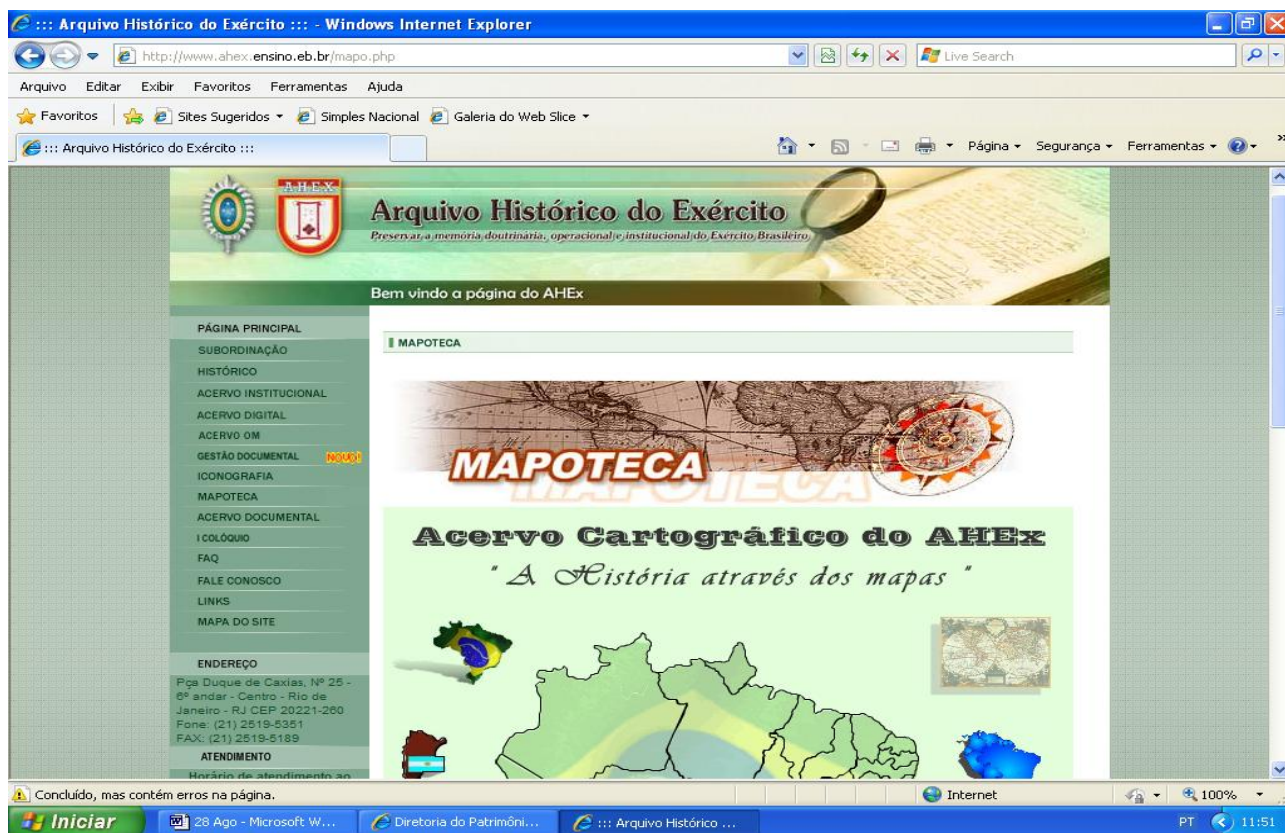 ::: Arquivo Histórico do Exército ::: - Windows Internet Explorer
http://www.ahex.ensino.eb.br/mapo.php
Live Search
Arquivo Editar Exibir Favoritos Ferramentas Ajuda
Favoritos Sites Sugeridos Simples Nacional Galeria do Web Slice
::: Arquivo Histórico do Exército :::
Página Segurança Ferramentas
A-H-E-X
Arquivo Histórico do Exército
Preservar a memória doutrinária, operacional e institucional do Exército Brasileiro
Bem vindo a página do AHEx
PÁGINA PRINCIPAL
SUBORDINAÇÃO
HISTÓRICO
ACERVO INSTITUCIONAL
ACERVO DIGITAL
ACERVO OM
GESTÃO DOCUMENTAL NOVO!
ICONOGRAFIA
MAPOTECA
ACERVO DOCUMENTAL
I COLÓQUIO
FAQ
FALE CONOSCO
LINKS
MAPA DO SITE
ENDEREÇO
Pça Duque de Caxias, Nº 25 -
6º andar - Centro - Rio de
Janeiro - RJ CEP 20221-260
Fone: (21) 2519-5351
FAX: (21) 2519-5189
ATENDIMENTO
Horário de atendimento ao
MAPOTECA
MAPOTECA
MAPOTECA
Acervo Cartográfico do AHEx
" A História através dos mapas "
Concluído, mas contém erros na página.
Internet
100%
Iniciar
28 Ago - Microsoft W...
Diretoria do Patrimôni...
::: Arquivo Histórico ...
PT
11:51